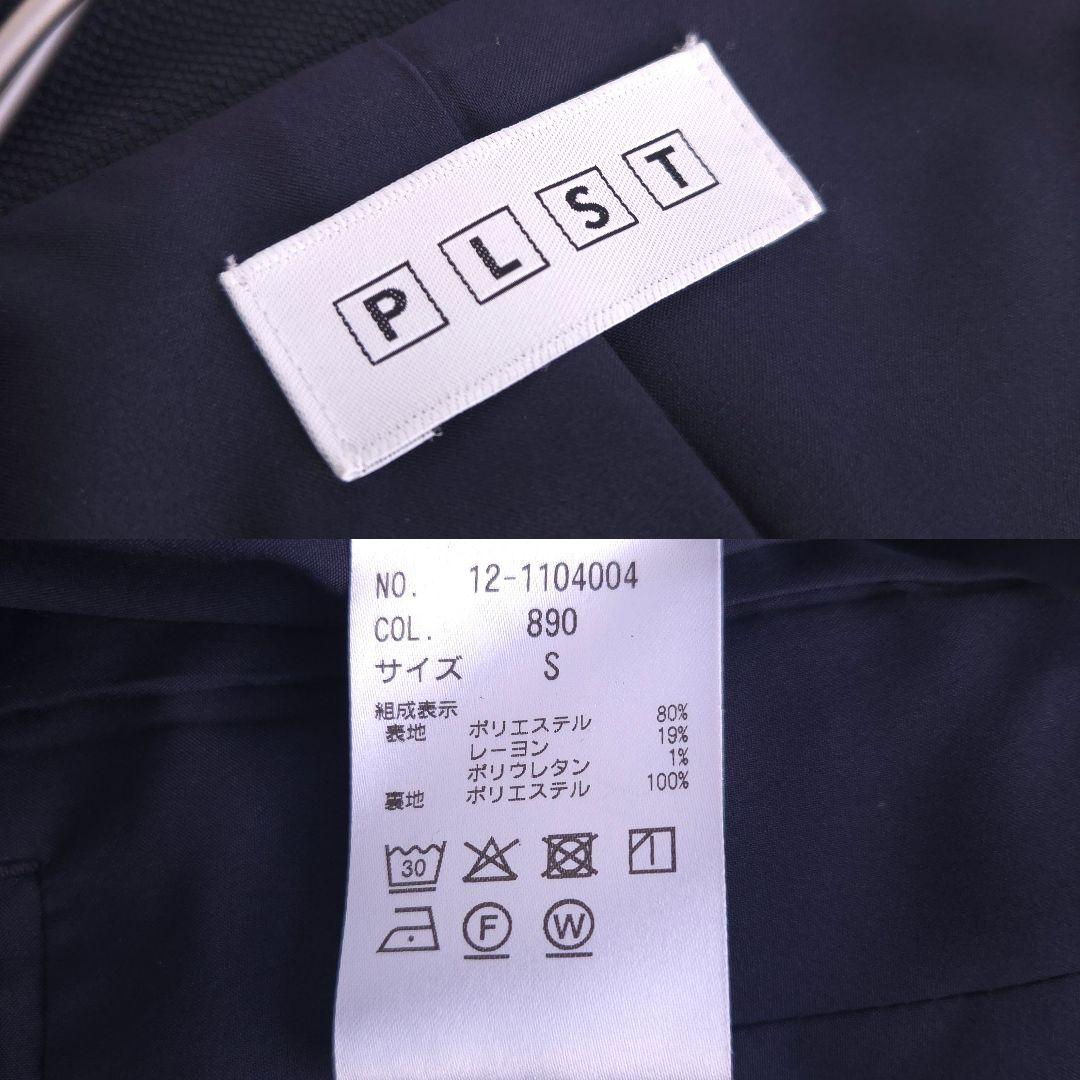 PLST
NO. 12-1104004
COL. 890
サイズ S
組成表示
表地 ポリエステル 80%
レーヨン 19%
ポリウレタン 1%
裏地 ポリエステル 100%
30
F W